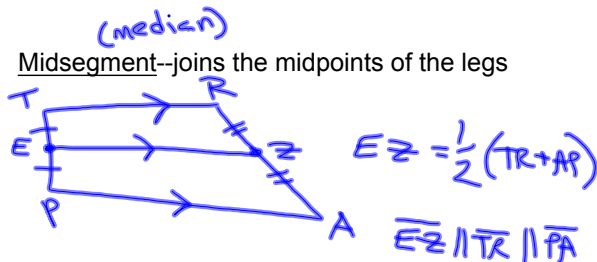 (median)
Midsegment--joins the midpoints of the legs
T R
E Z
P A
EZ = 1/2 (TR+AP)
EZ || TR || PA